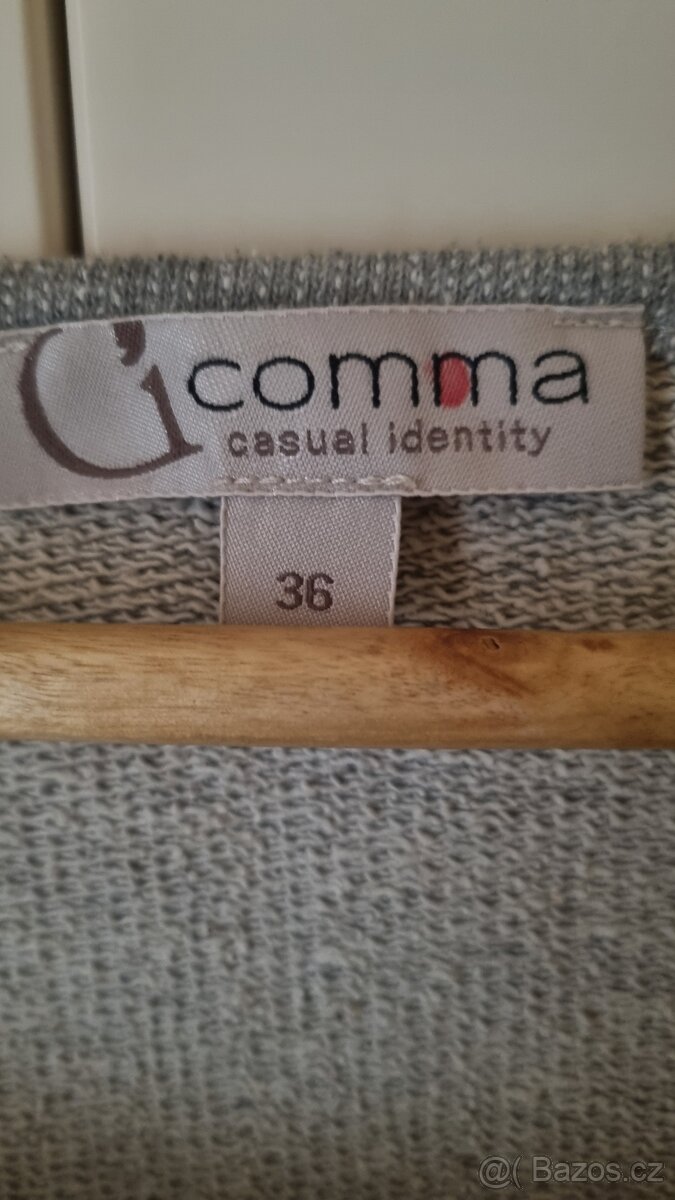 comma
casual identity
36
@( Bazos.cz